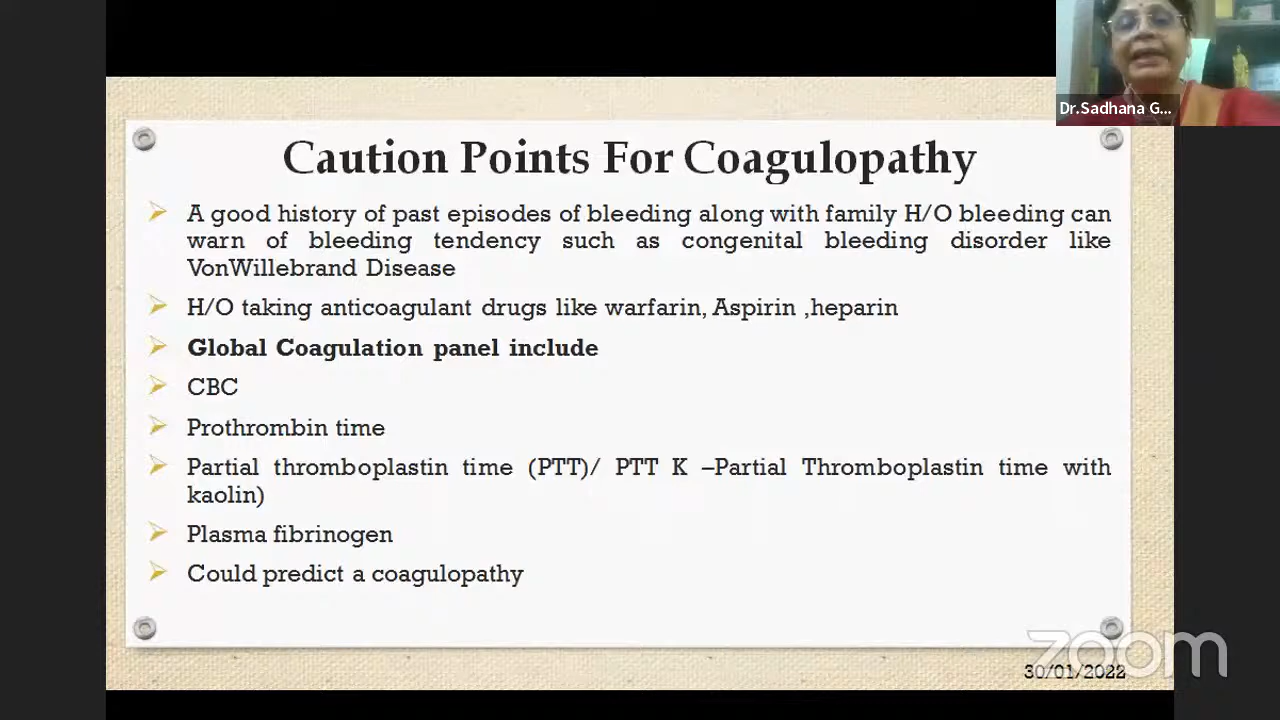 Dr.Sadhana G...
Caution Points For Coagulopathy
A good history of past episodes of bleeding along with family H/O bleeding can
warn of bleeding tendency such as congenital bleeding disorder like
VonWillebrand Disease
H/O taking anticoagulant drugs like warfarin, Aspirin ,heparin
Global Coagulation panel include
CBC
Prothrombin time
Partial thromboplastin time (PTT)/ PTT K –Partial Thromboplastin time with
kaolin)
Plasma fibrinogen
Could predict a coagulopathy
zoom
30/01/2022